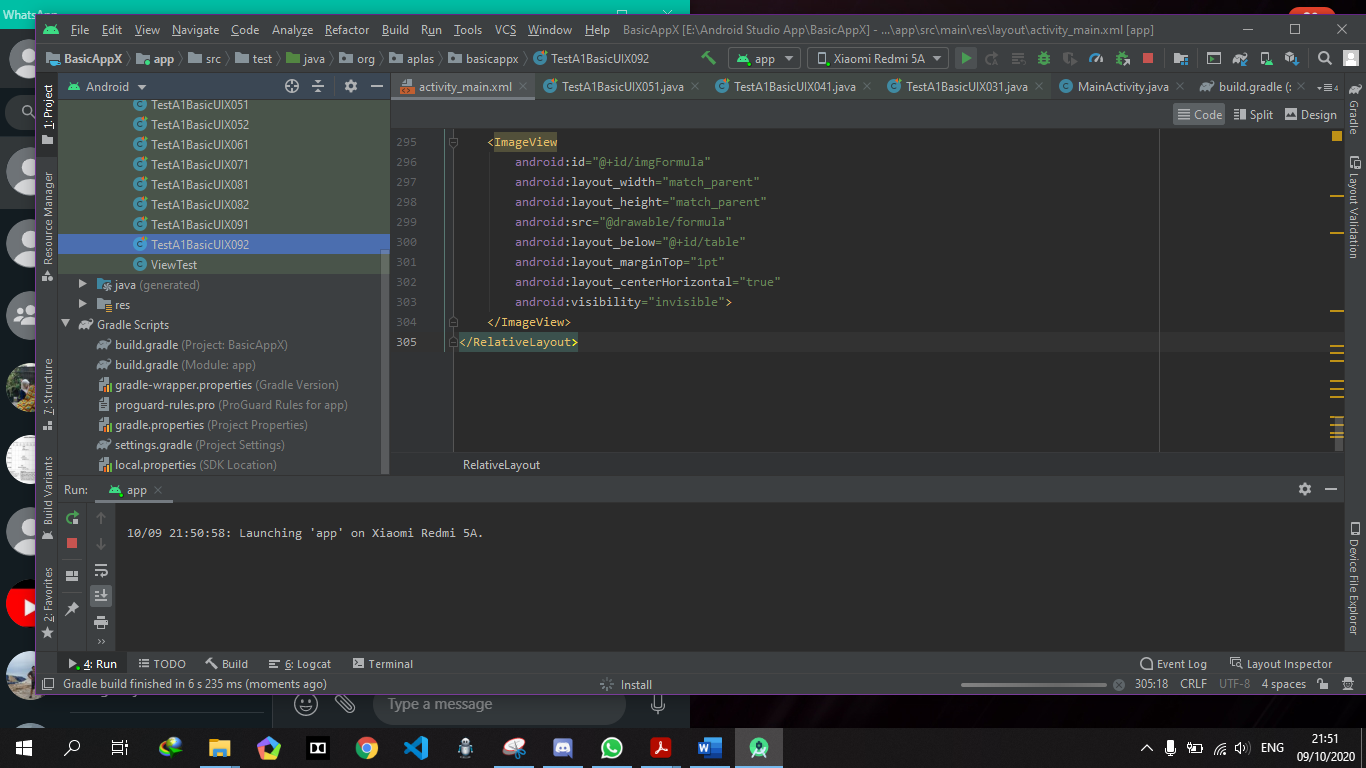 WhatsApp
File Edit View Navigate Code Analyze Refactor Build Run Tools VCS Window Help BasicAppX [E:\Android Studio App\BasicAppX] - ...\app\src\main\res\layout\activity_main.xml [app]
BasicAppX app src test java org aplas basicappx TestA1BasicUIX092 app Xiaomi Redmi 5A
Android
activity_main.xml TestA1BasicUIX051.java TestA1BasicUIX041.java TestA1BasicUIX031.java MainActivity.java build.gradle (: 4
Code Split Design
1: Project
Resource Manager
7: Structure
Build Variants
2: Favorites
TestA1BasicUIX051
TestA1BasicUIX052
TestA1BasicUIX061
TestA1BasicUIX071
TestA1BasicUIX081
TestA1BasicUIX082
TestA1BasicUIX091
TestA1BasicUIX092
ViewTest
java (generated)
res
Gradle Scripts
build.gradle (Project: BasicAppX)
build.gradle (Module: app)
gradle-wrapper.properties (Gradle Version)
proguard-rules.pro (ProGuard Rules for app)
gradle.properties (Project Properties)
settings.gradle (Project Settings)
local.properties (SDK Location)
295 <ImageView
296 android:id="@+id/imgFormula"
297 android:layout_width="match_parent"
298 android:layout_height="match_parent"
299 android:src="@drawable/formula"
300 android:layout_below="@+id/table"
301 android:layout_marginTop="1pt"
302 android:layout_centerHorizontal="true"
303 android:visibility="invisible">
304 </ImageView>
305 </RelativeLayout>
RelativeLayout
Gradle
Layout Validation
Device File Explorer
Run: app
10/09 21:50:58: Launching 'app' on Xiaomi Redmi 5A.
4: Run TODO Build 6: Logcat Terminal Event Log Layout Inspector
Gradle build finished in 6 s 235 ms (moments ago) Install 305:18 CRLF UTF-8 4 spaces
Type a message
ENG
21:51
09/10/2020